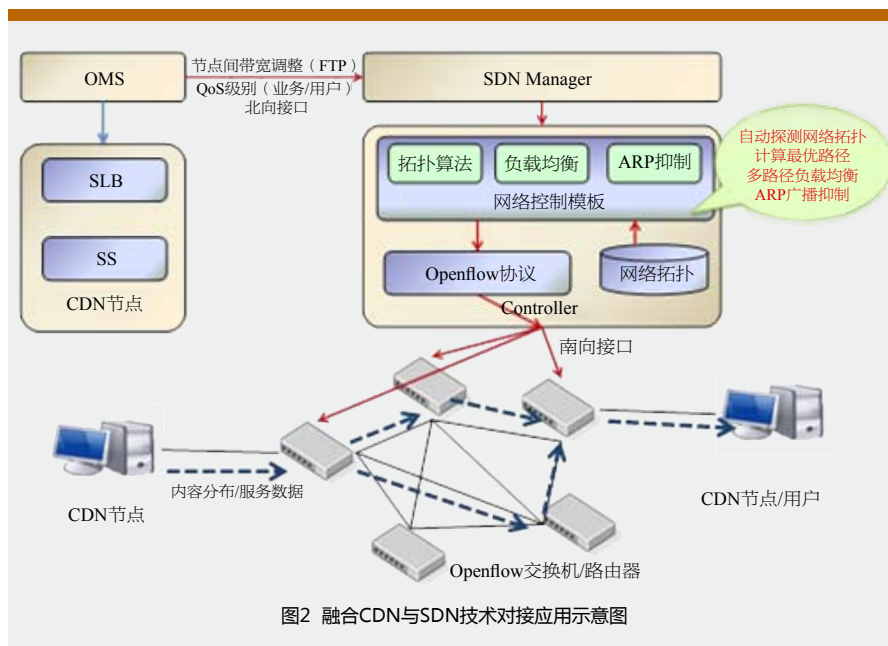 OMS
节点间带宽调整（FTP）
QoS级别（业务/用户）
北向接口
SDN Manager
SLB
SS
CDN节点
拓扑算法
负载均衡
ARP抑制
网络控制模板
Openflow协议
网络拓扑
Controller
自动探测网络拓扑
计算最优路径
多路径负载均衡
ARP广播抑制
南向接口
内容分布/服务数据
CDN节点
CDN节点/用户
Openflow交换机/路由器
图2 融合CDN与SDN技术对接应用示意图